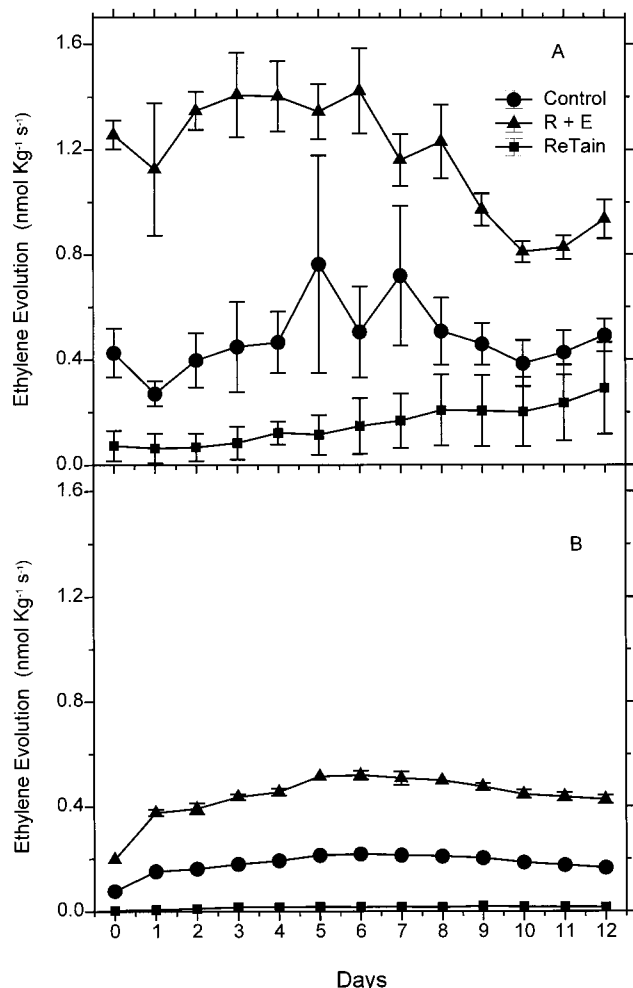 A
Control
R + E
ReTain
1.6
1.2
0.8
0.4
0.0
Ethylene Evolution (nmol Kg⁻¹ s⁻¹)
B
1.6
1.2
0.8
0.4
0.0
Ethylene Evolution (nmol Kg⁻¹ s⁻¹)
0 1 2 3 4 5 6 7 8 9 10 11 12
Days